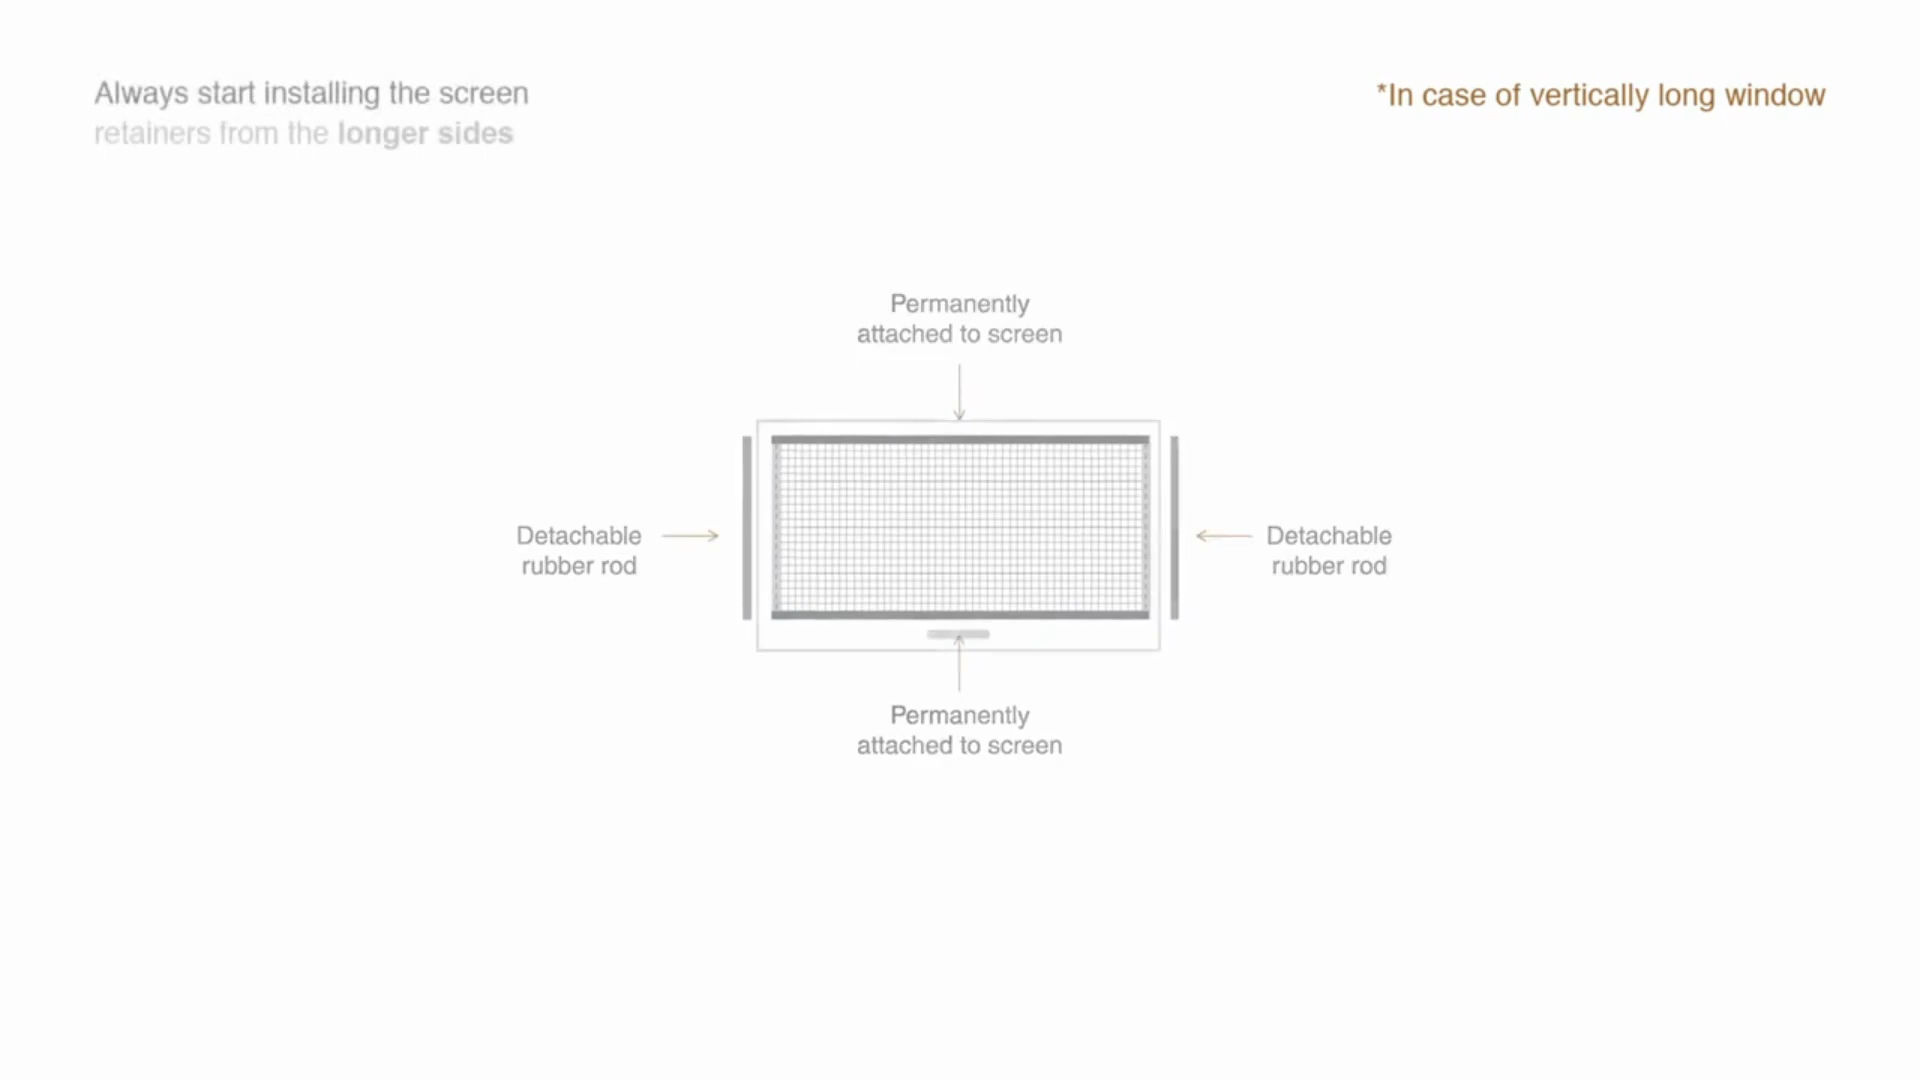 Always start installing the screen
retainers from the longer sides
*In case of vertically long window
Permanently
attached to screen
Detachable
rubber rod
Detachable
rubber rod
Permanently
attached to screen